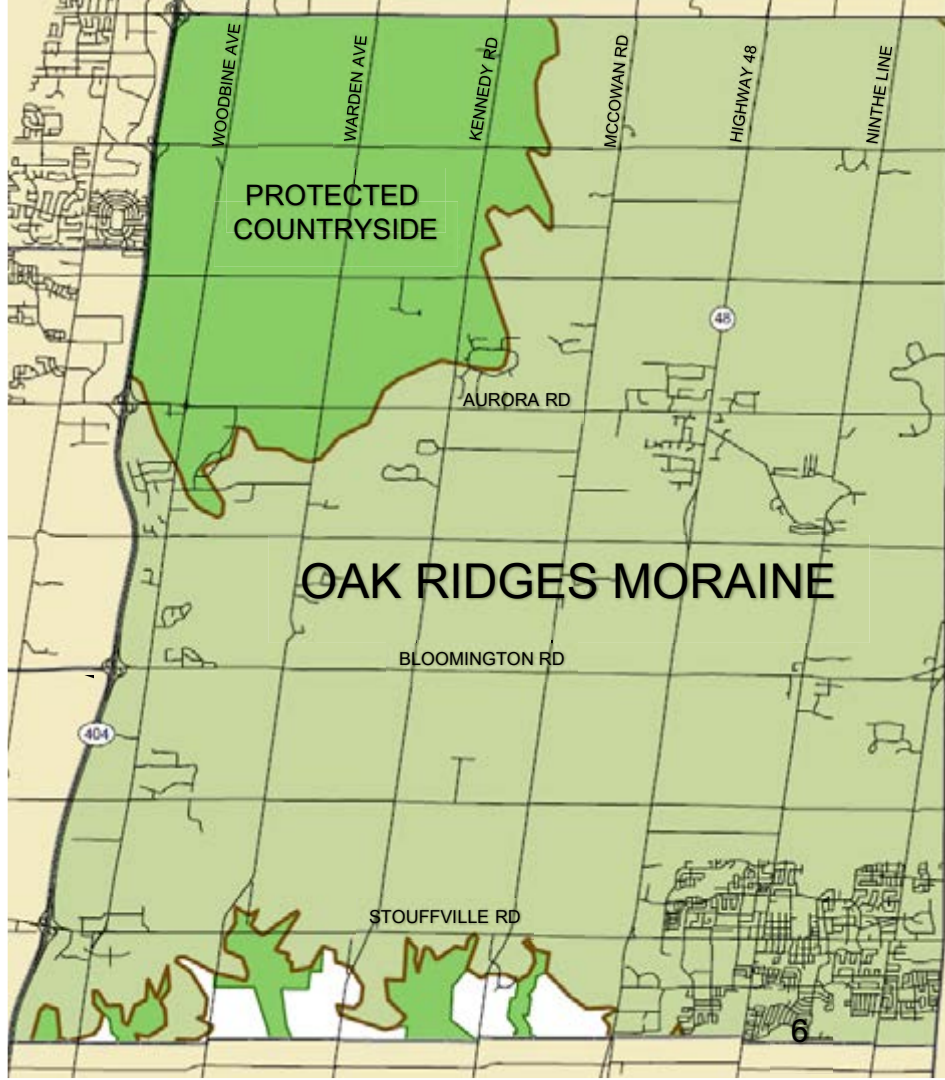 WOODBINE AVE
WARDEN AVE
KENNEDY RD
MCCOWAN RD
HIGHWAY 48
NINTHE LINE
PROTECTED
COUNTRYSIDE
48
AURORA RD
OAK RIDGES MORAINE
BLOOMINGTON RD
404
STOUFFVILLE RD
6